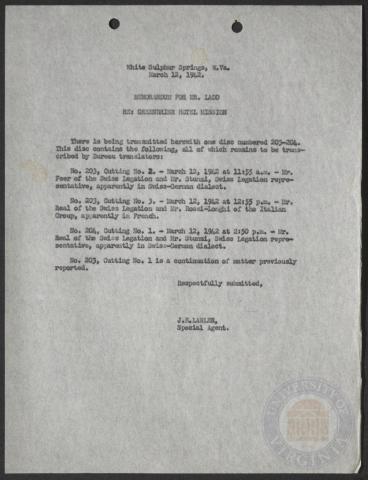 White Sulphur Springs, W.Va.
March 12, 1942.
MEMORANDUM FOR MR. LADD
RE: GREENBRIER HOTEL MISSION
There is being transmitted herewith one disc numbered 203-204.
This disc contains the following, all of which remains to be trans-
cribed by Bureau translators:
No. 203, Cutting No. 2. - March 12, 1942 at 11:35 a.m. - Mr.
Feer of the Swiss Legation and Mr. Stunzi, Swiss Legation repre-
sentative, apparently in Swiss-German dialect.
No. 203, Cutting No. 3. - March 12, 1942 at 12:55 p.m. - Mr.
Real of the Swiss Legation and Mr. Rossi-Longhi of the Italian
Group, apparently in French.
No. 204, Cutting No. 1. - March 12, 1942 at 2:50 p.m. - Mr.
Real of the Swiss Legation and Mr. Stunzi, Swiss Legation repre-
sentative, apparently in Swiss-German dialect.
No. 203, Cutting No. 1 is a continuation of matter previously
reported.
Respectfully submitted,
J.E. LAWLER,
Special Agent.
UNIVERSITY OF
VIRGINIA